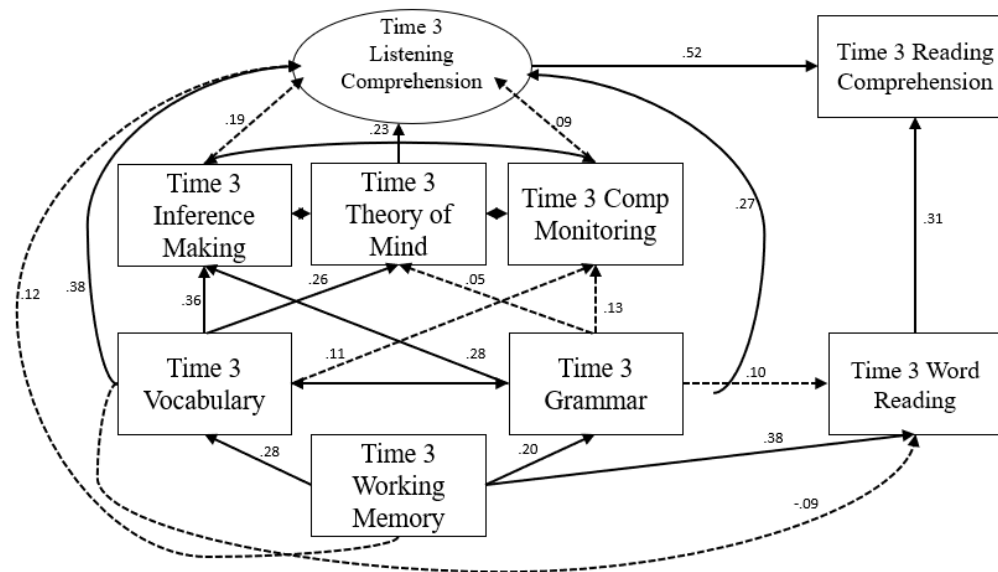 Time 3
Listening
Comprehension
.52
Time 3 Reading
Comprehension
.19
.23
.09
Time 3
Inference
Making
Time 3
Theory of
Mind
Time 3 Comp
Monitoring
.27
.31
.12
.38
.36
.26
.05
.13
.11
.28
Time 3
Vocabulary
Time 3
Grammar
.10
Time 3 Word
Reading
.28
Time 3
Working
Memory
.20
.38
-.09